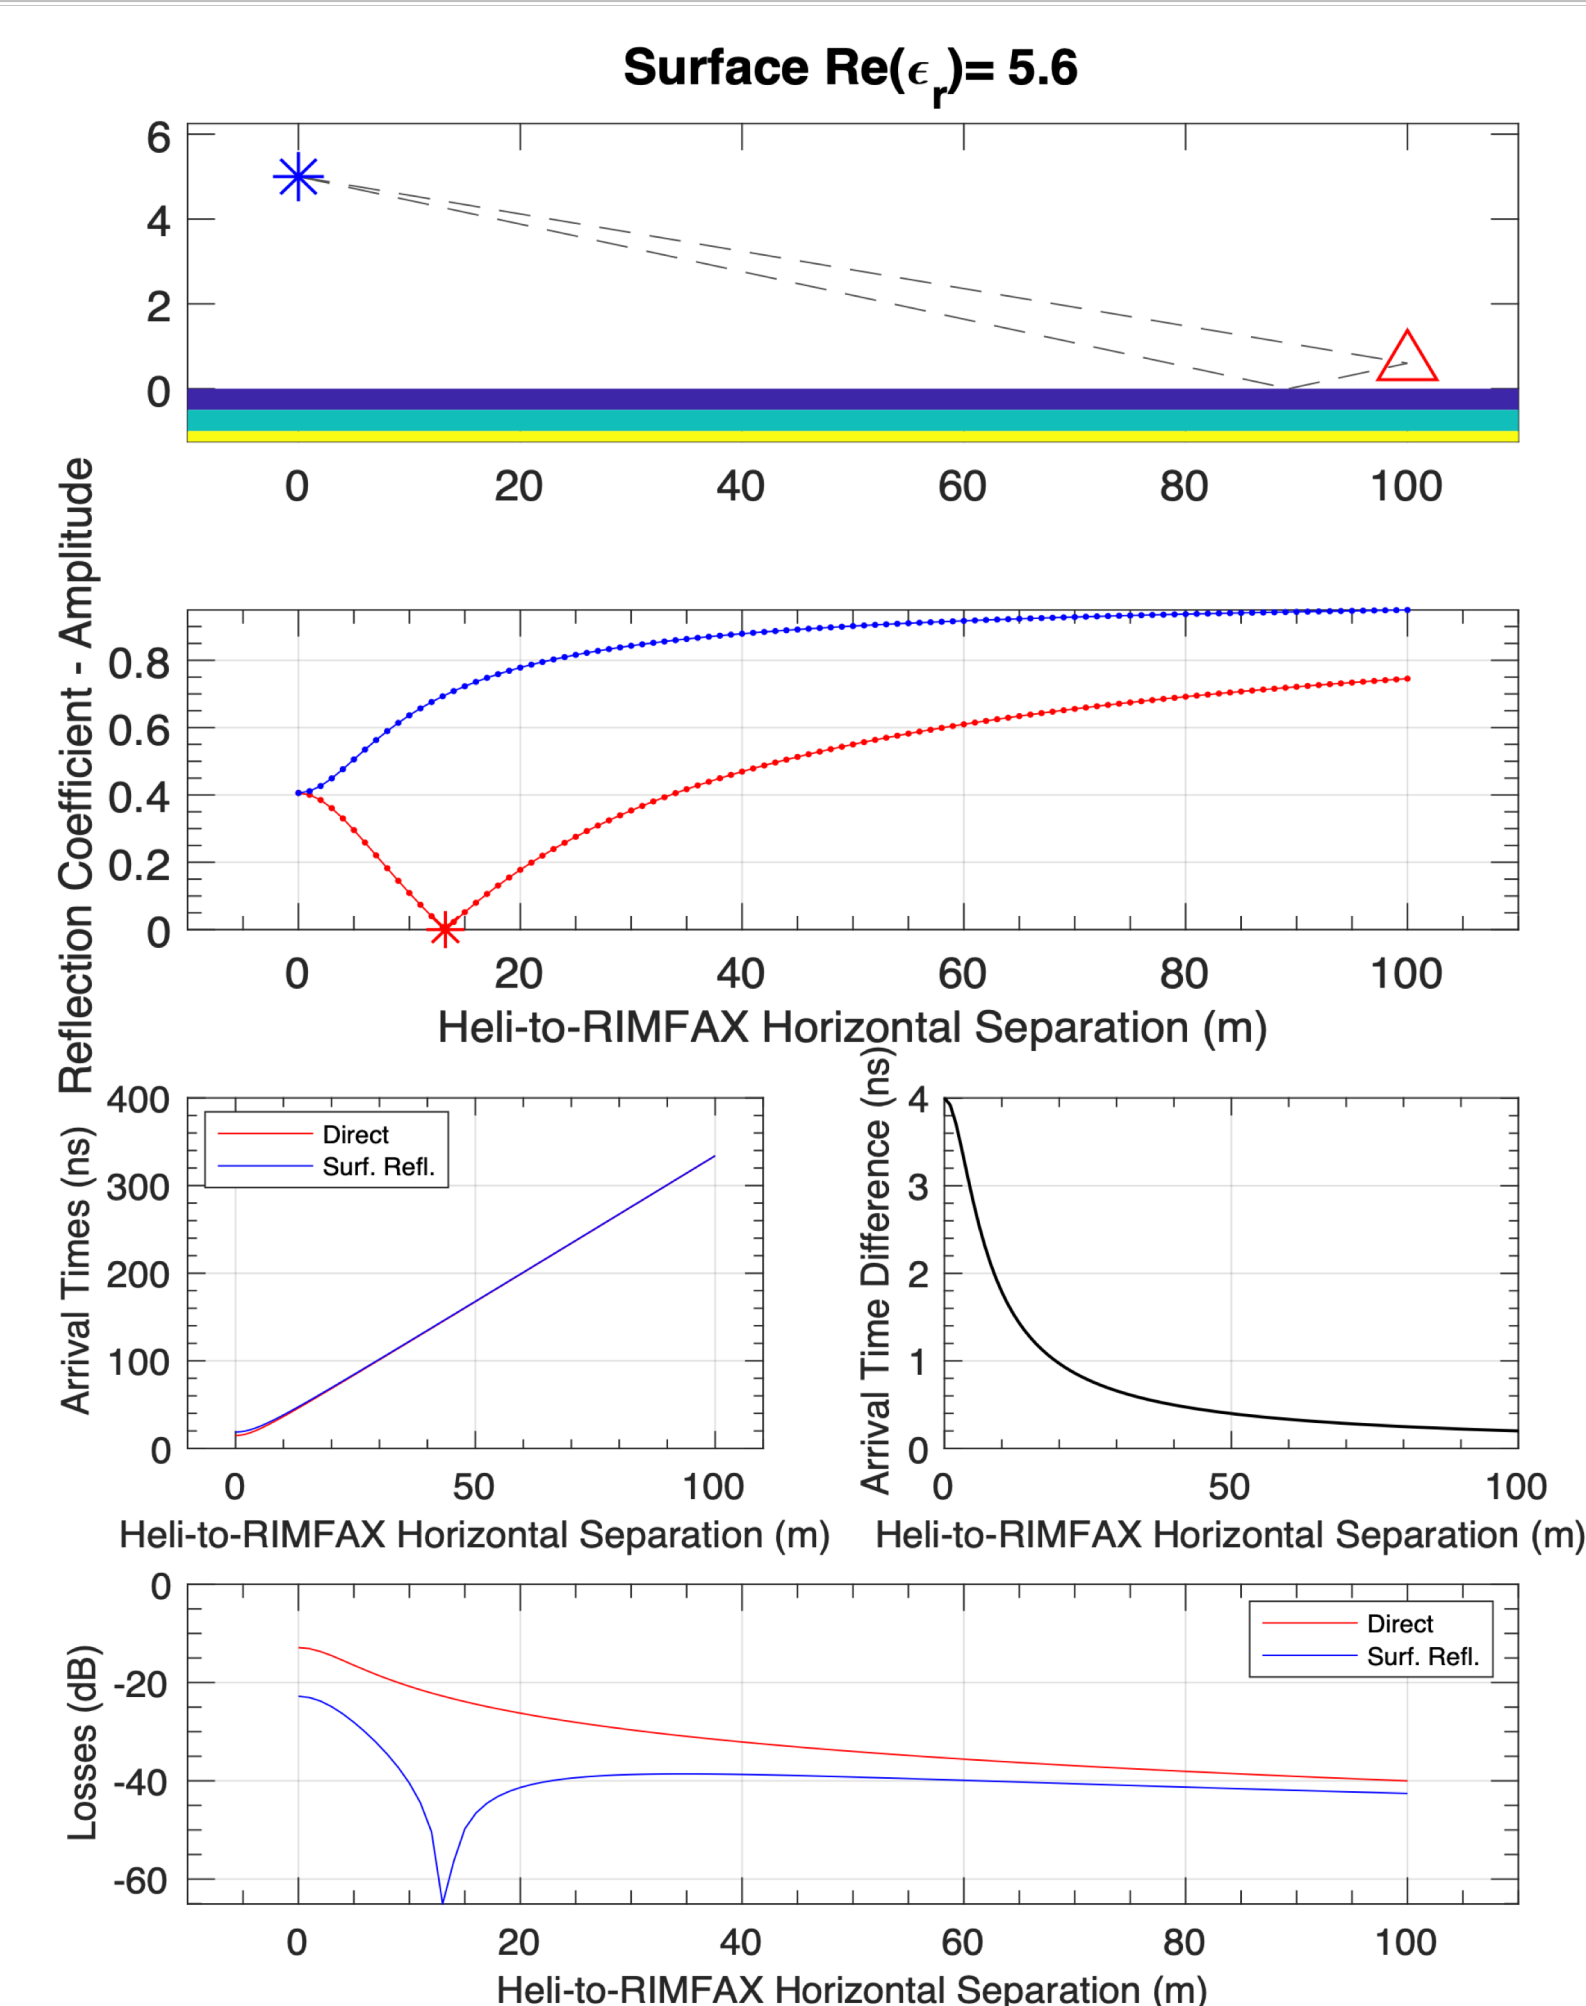 Surface Re(ϵr)= 5.6
6
4
2
0
0 20 40 60 80 100
Reflection Coefficient - Amplitude
0.8
0.6
0.4
0.2
0
0 20 40 60 80 100
Heli-to-RIMFAX Horizontal Separation (m)
Arrival Times (ns)
400
300
200
100
0
Direct
Surf. Refl.
0 50 100
Heli-to-RIMFAX Horizontal Separation (m)
Arrival Time Difference (ns)
4
3
2
1
0
0 50 100
Heli-to-RIMFAX Horizontal Separation (m)
Losses (dB)
0
-20
-40
-60
Direct
Surf. Refl.
0 20 40 60 80 100
Heli-to-RIMFAX Horizontal Separation (m)